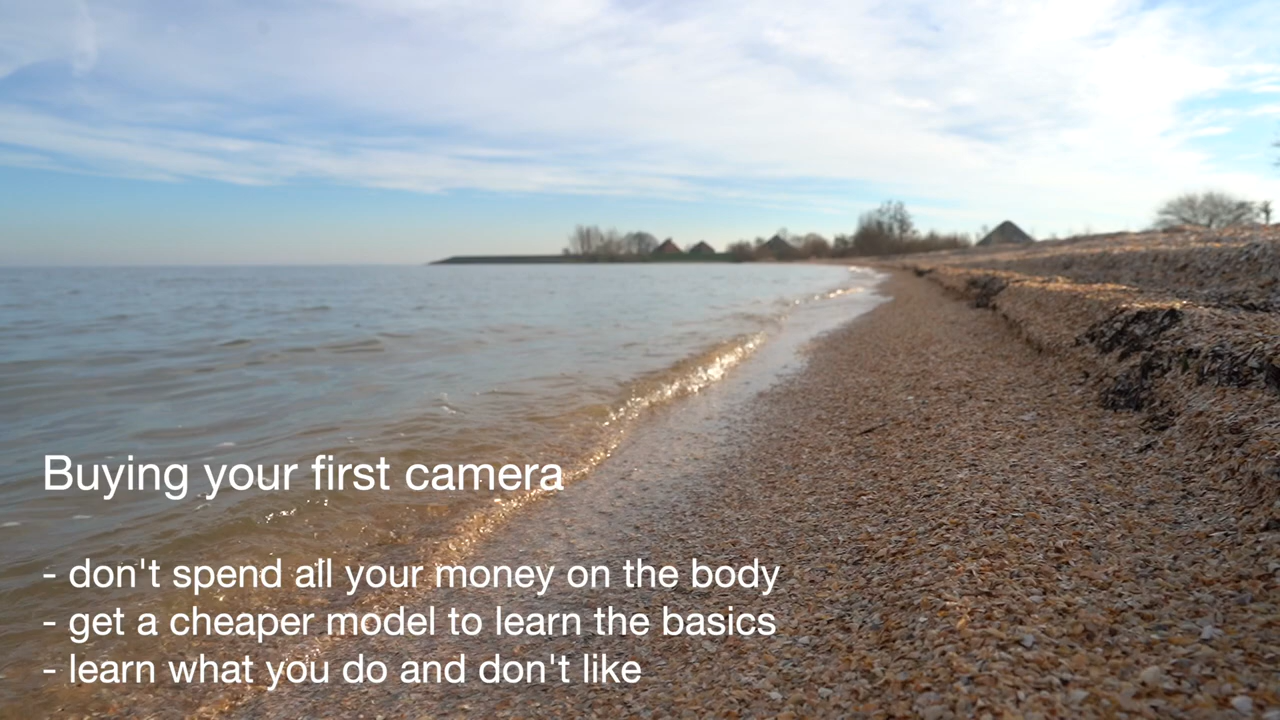 Buying your first camera
- don't spend all your money on the body
- get a cheaper model to learn the basics
- learn what you do and don't like